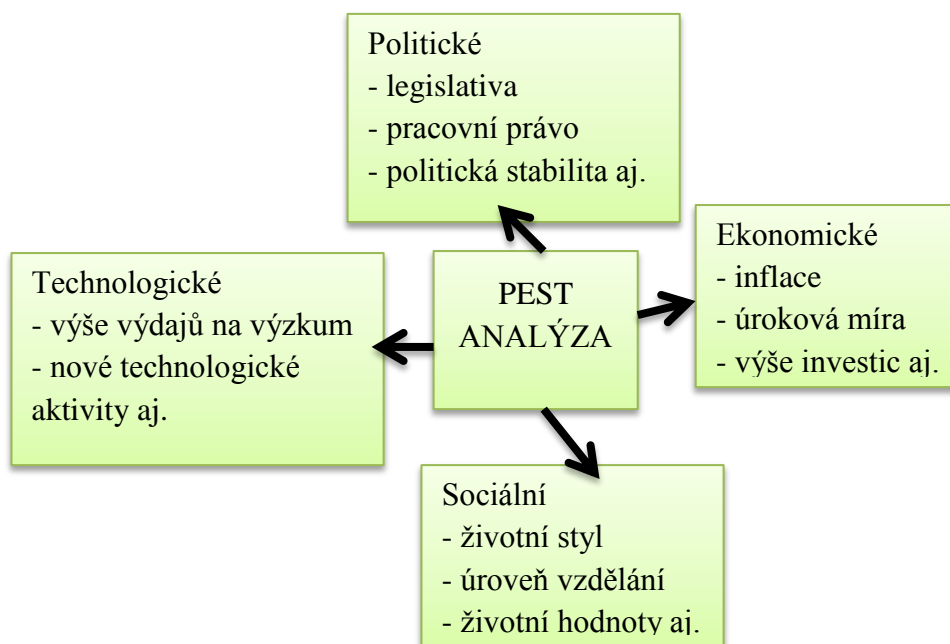 Politické
- legislativa
- pracovní právo
- politická stabilita aj.
Ekonomické
- inflace
- úroková míra
- výše investic aj.
Technologické
- výše výdajů na výzkum
- nové technologické
aktivity aj.
PEST
ANALÝZA
Sociální
- životní styl
- úroveň vzdělání
- životní hodnoty aj.